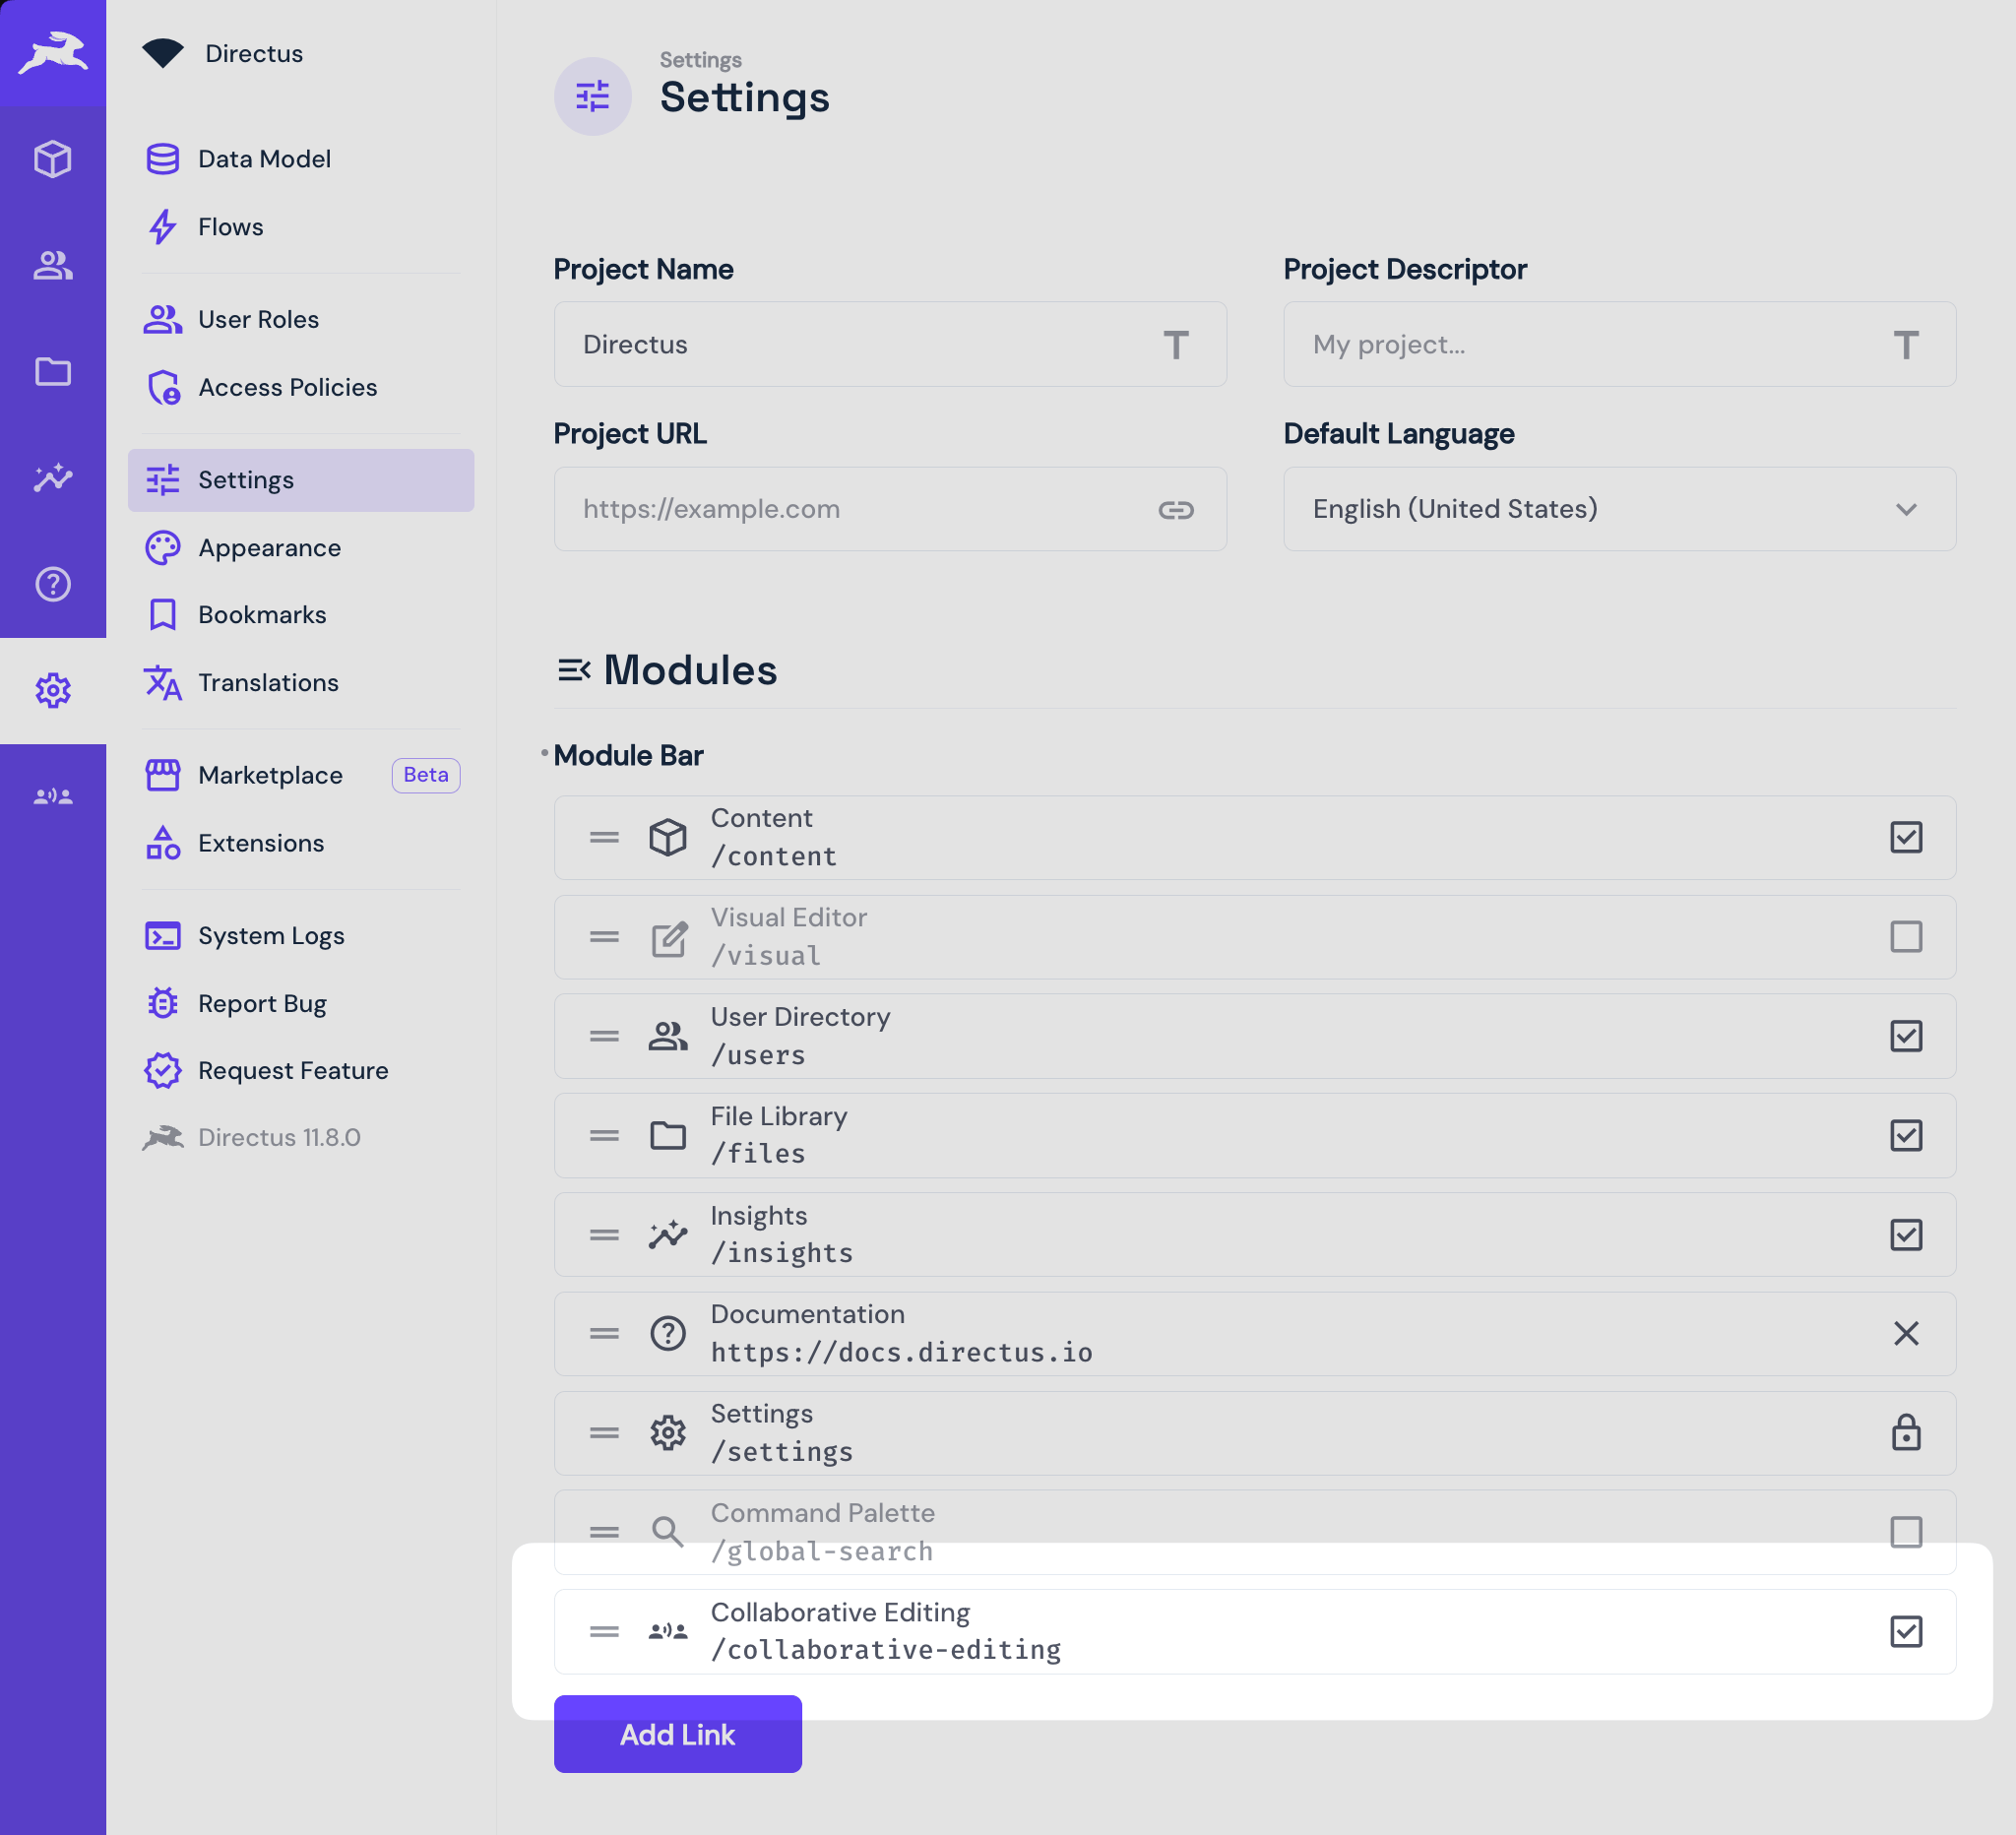 Directus
Data Model
Flows
User Roles
Access Policies
Settings
Appearance
Bookmarks
Translations
Marketplace Beta
Extensions
System Logs
Report Bug
Request Feature
Directus 11.8.0
Settings
Settings
Project Name
Directus
Project Descriptor
My project...
Project URL
https://example.com
Default Language
English (United States)
Modules
Module Bar
Content
/content
Visual Editor
/visual
User Directory
/users
File Library
/files
Insights
/insights
Documentation
https://docs.directus.io
Settings
/settings
Command Palette
/global-search
Collaborative Editing
/collaborative-editing
Add Link